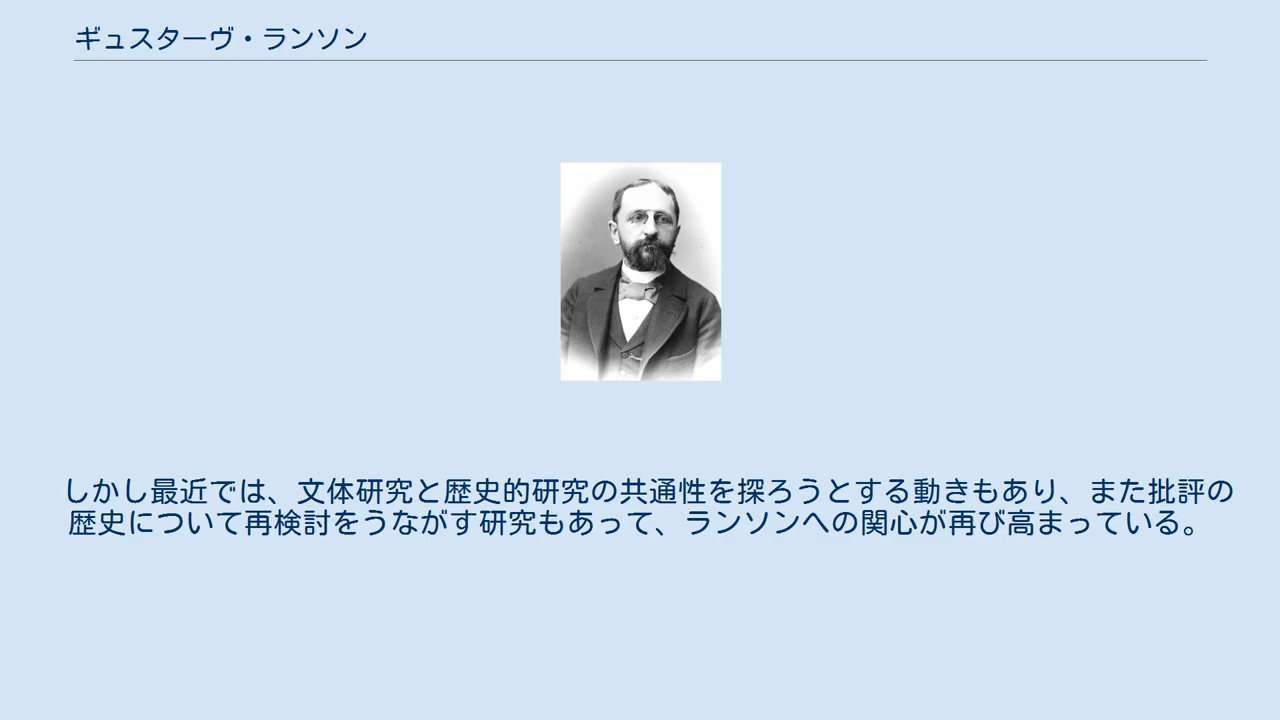 ギュスターヴ・ランソン
しかし最近では、文体研究と歴史的研究の共通性を探ろうとする動きもあり、また批評の
歴史について再検討をうながす研究もあって、ランソンへの関心が再び高まっている。